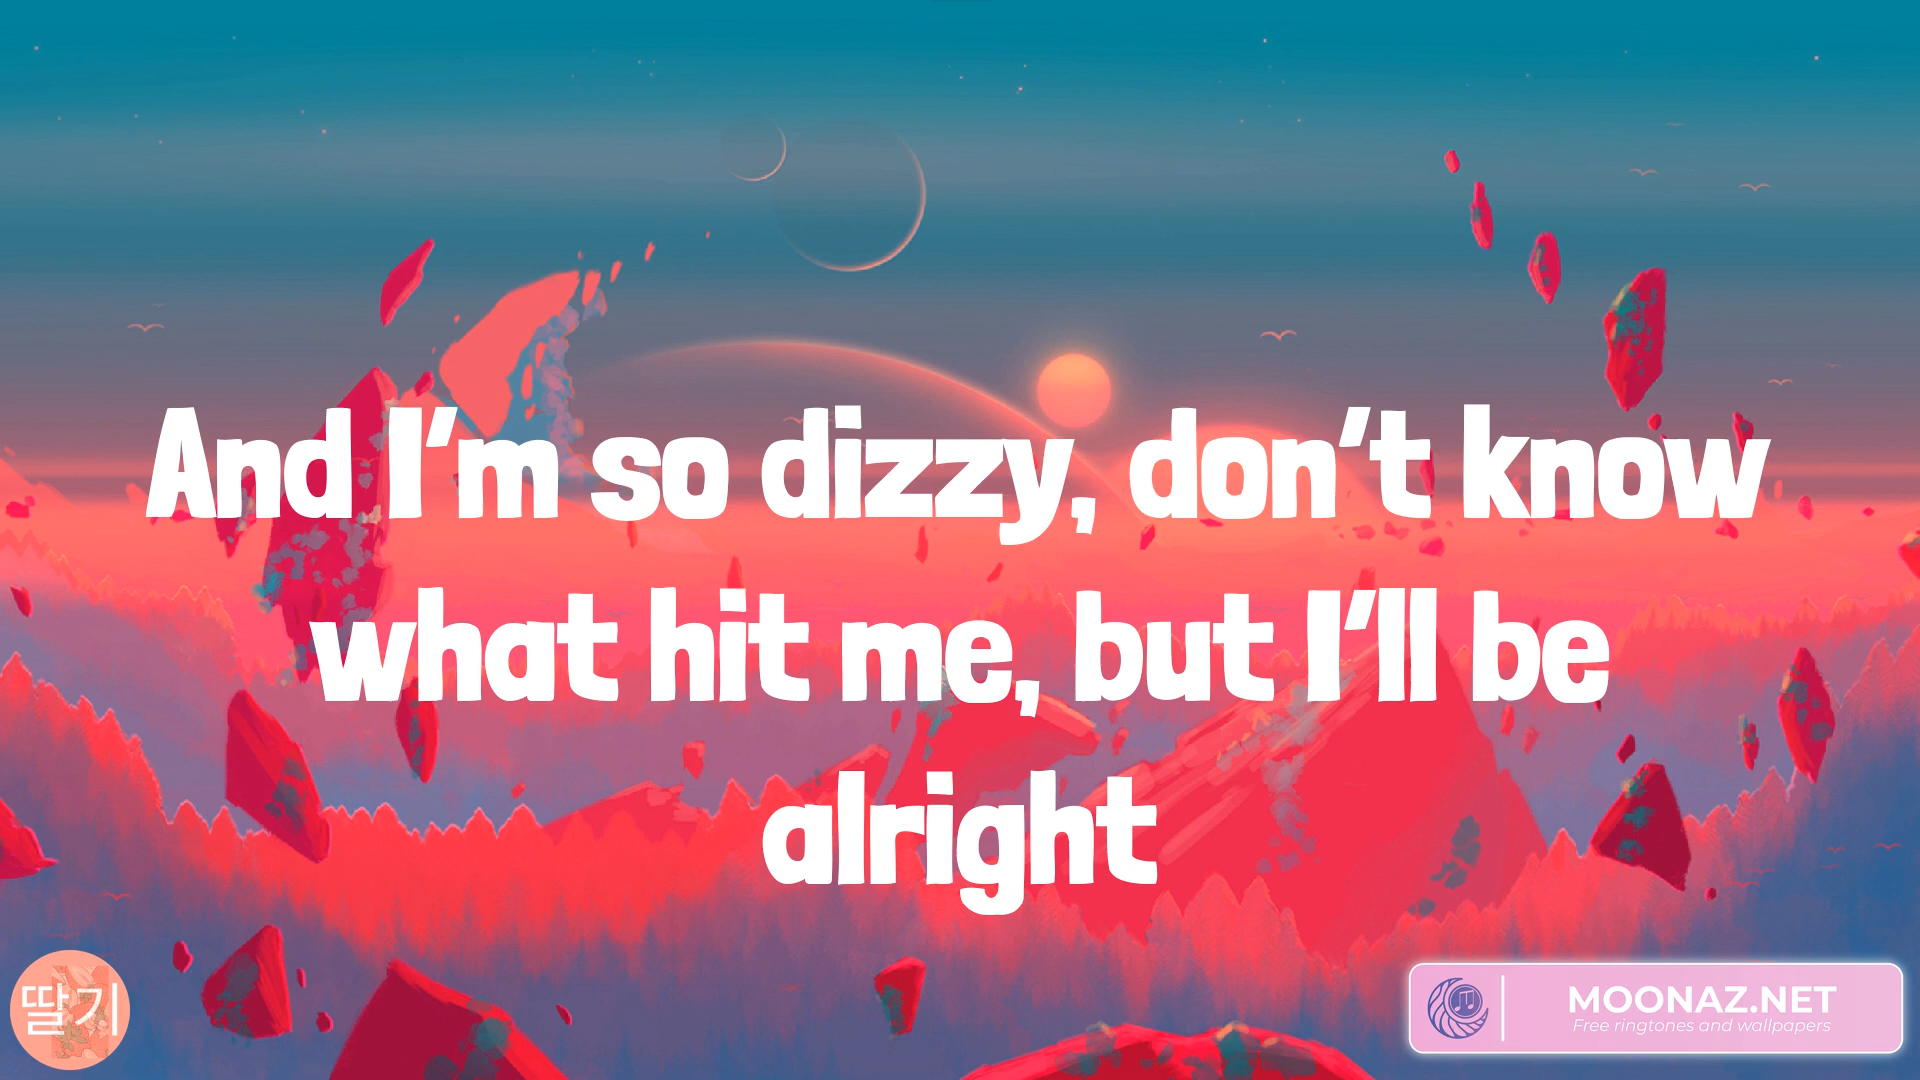 And I'm so dizzy, don't know
what hit me, but I'll be
alright
딸기
MOONAZ.NET
Free ringtones and wallpapers